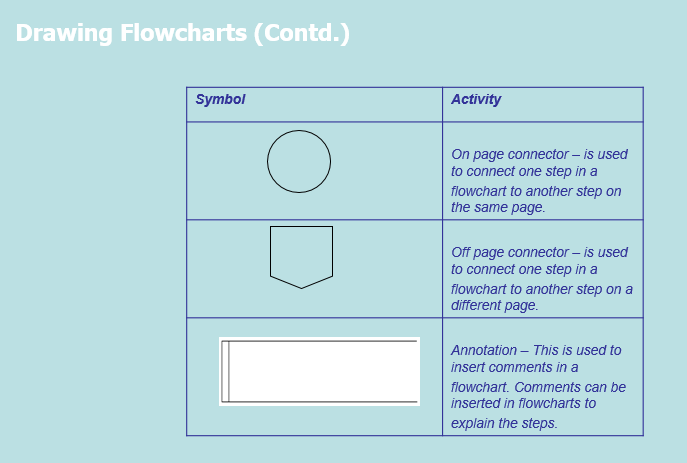 Drawing Flowcharts (Contd.)
Symbol
Activity
On page connector – is used
to connect one step in a
flowchart to another step on
the same page.
Off page connector – is used
to connect one step in a
flowchart to another step on a
different page.
Annotation – This is used to
insert comments in a
flowchart. Comments can be
inserted in flowcharts to
explain the steps.